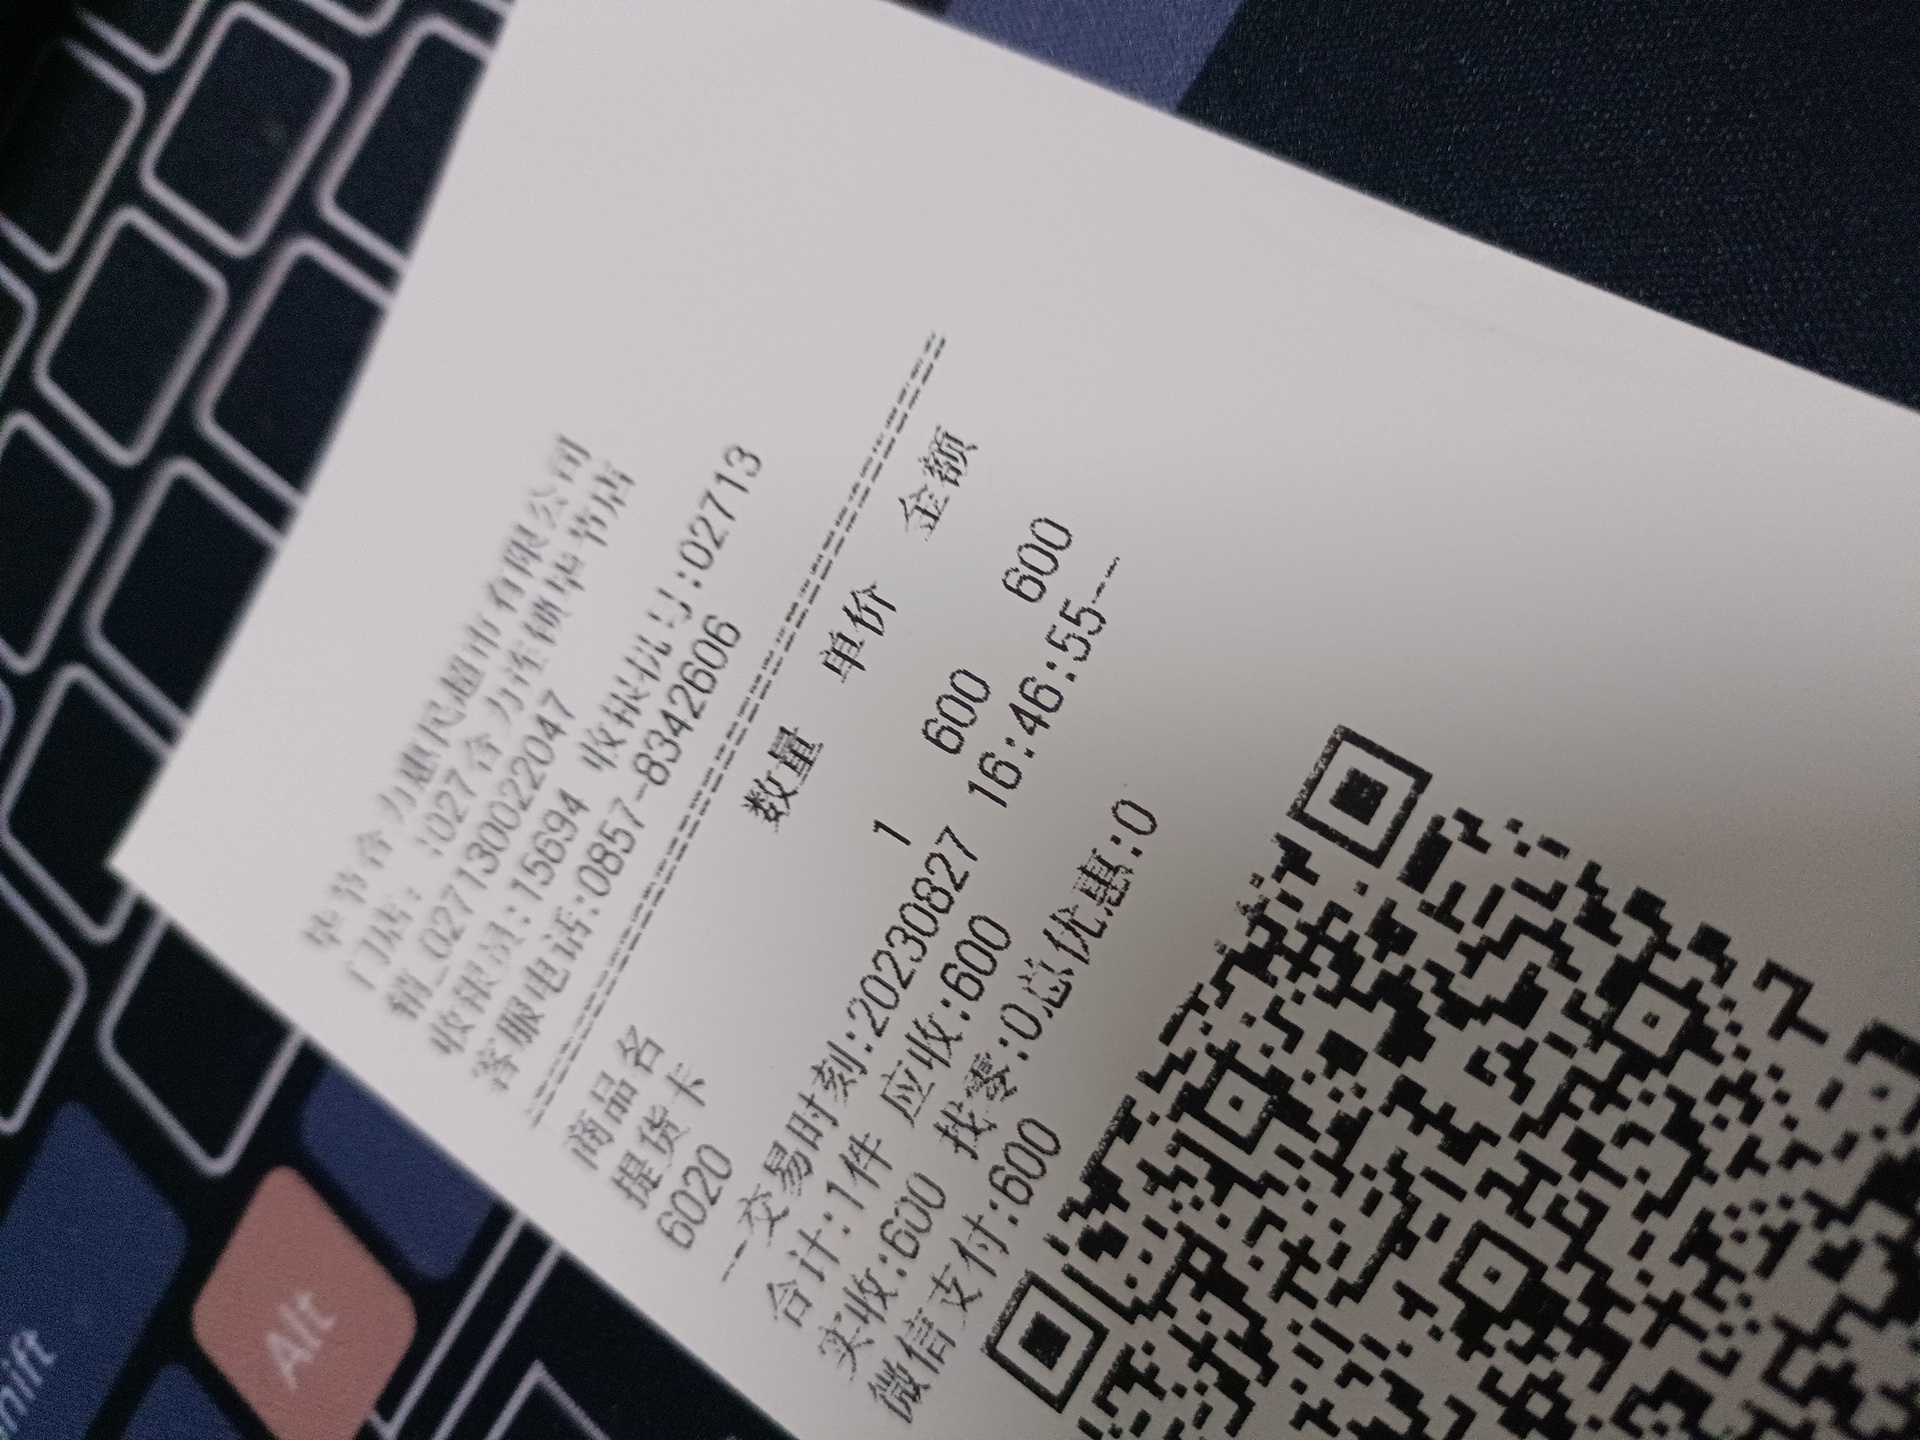 毕节合力惠民超市有限公司
门店: :027合力连锁毕节店
销_0271300022047
收银员:15694 收银机号:02713
客服电话:0857-8342606
商品名 数量 单价 金额
提货卡
6020 1 600 600
--交易时刻:20230827 16:46:55---
合计:1件 应收:600
实收:600 找零:0总优惠:0
微信支付:600
Alt
hift